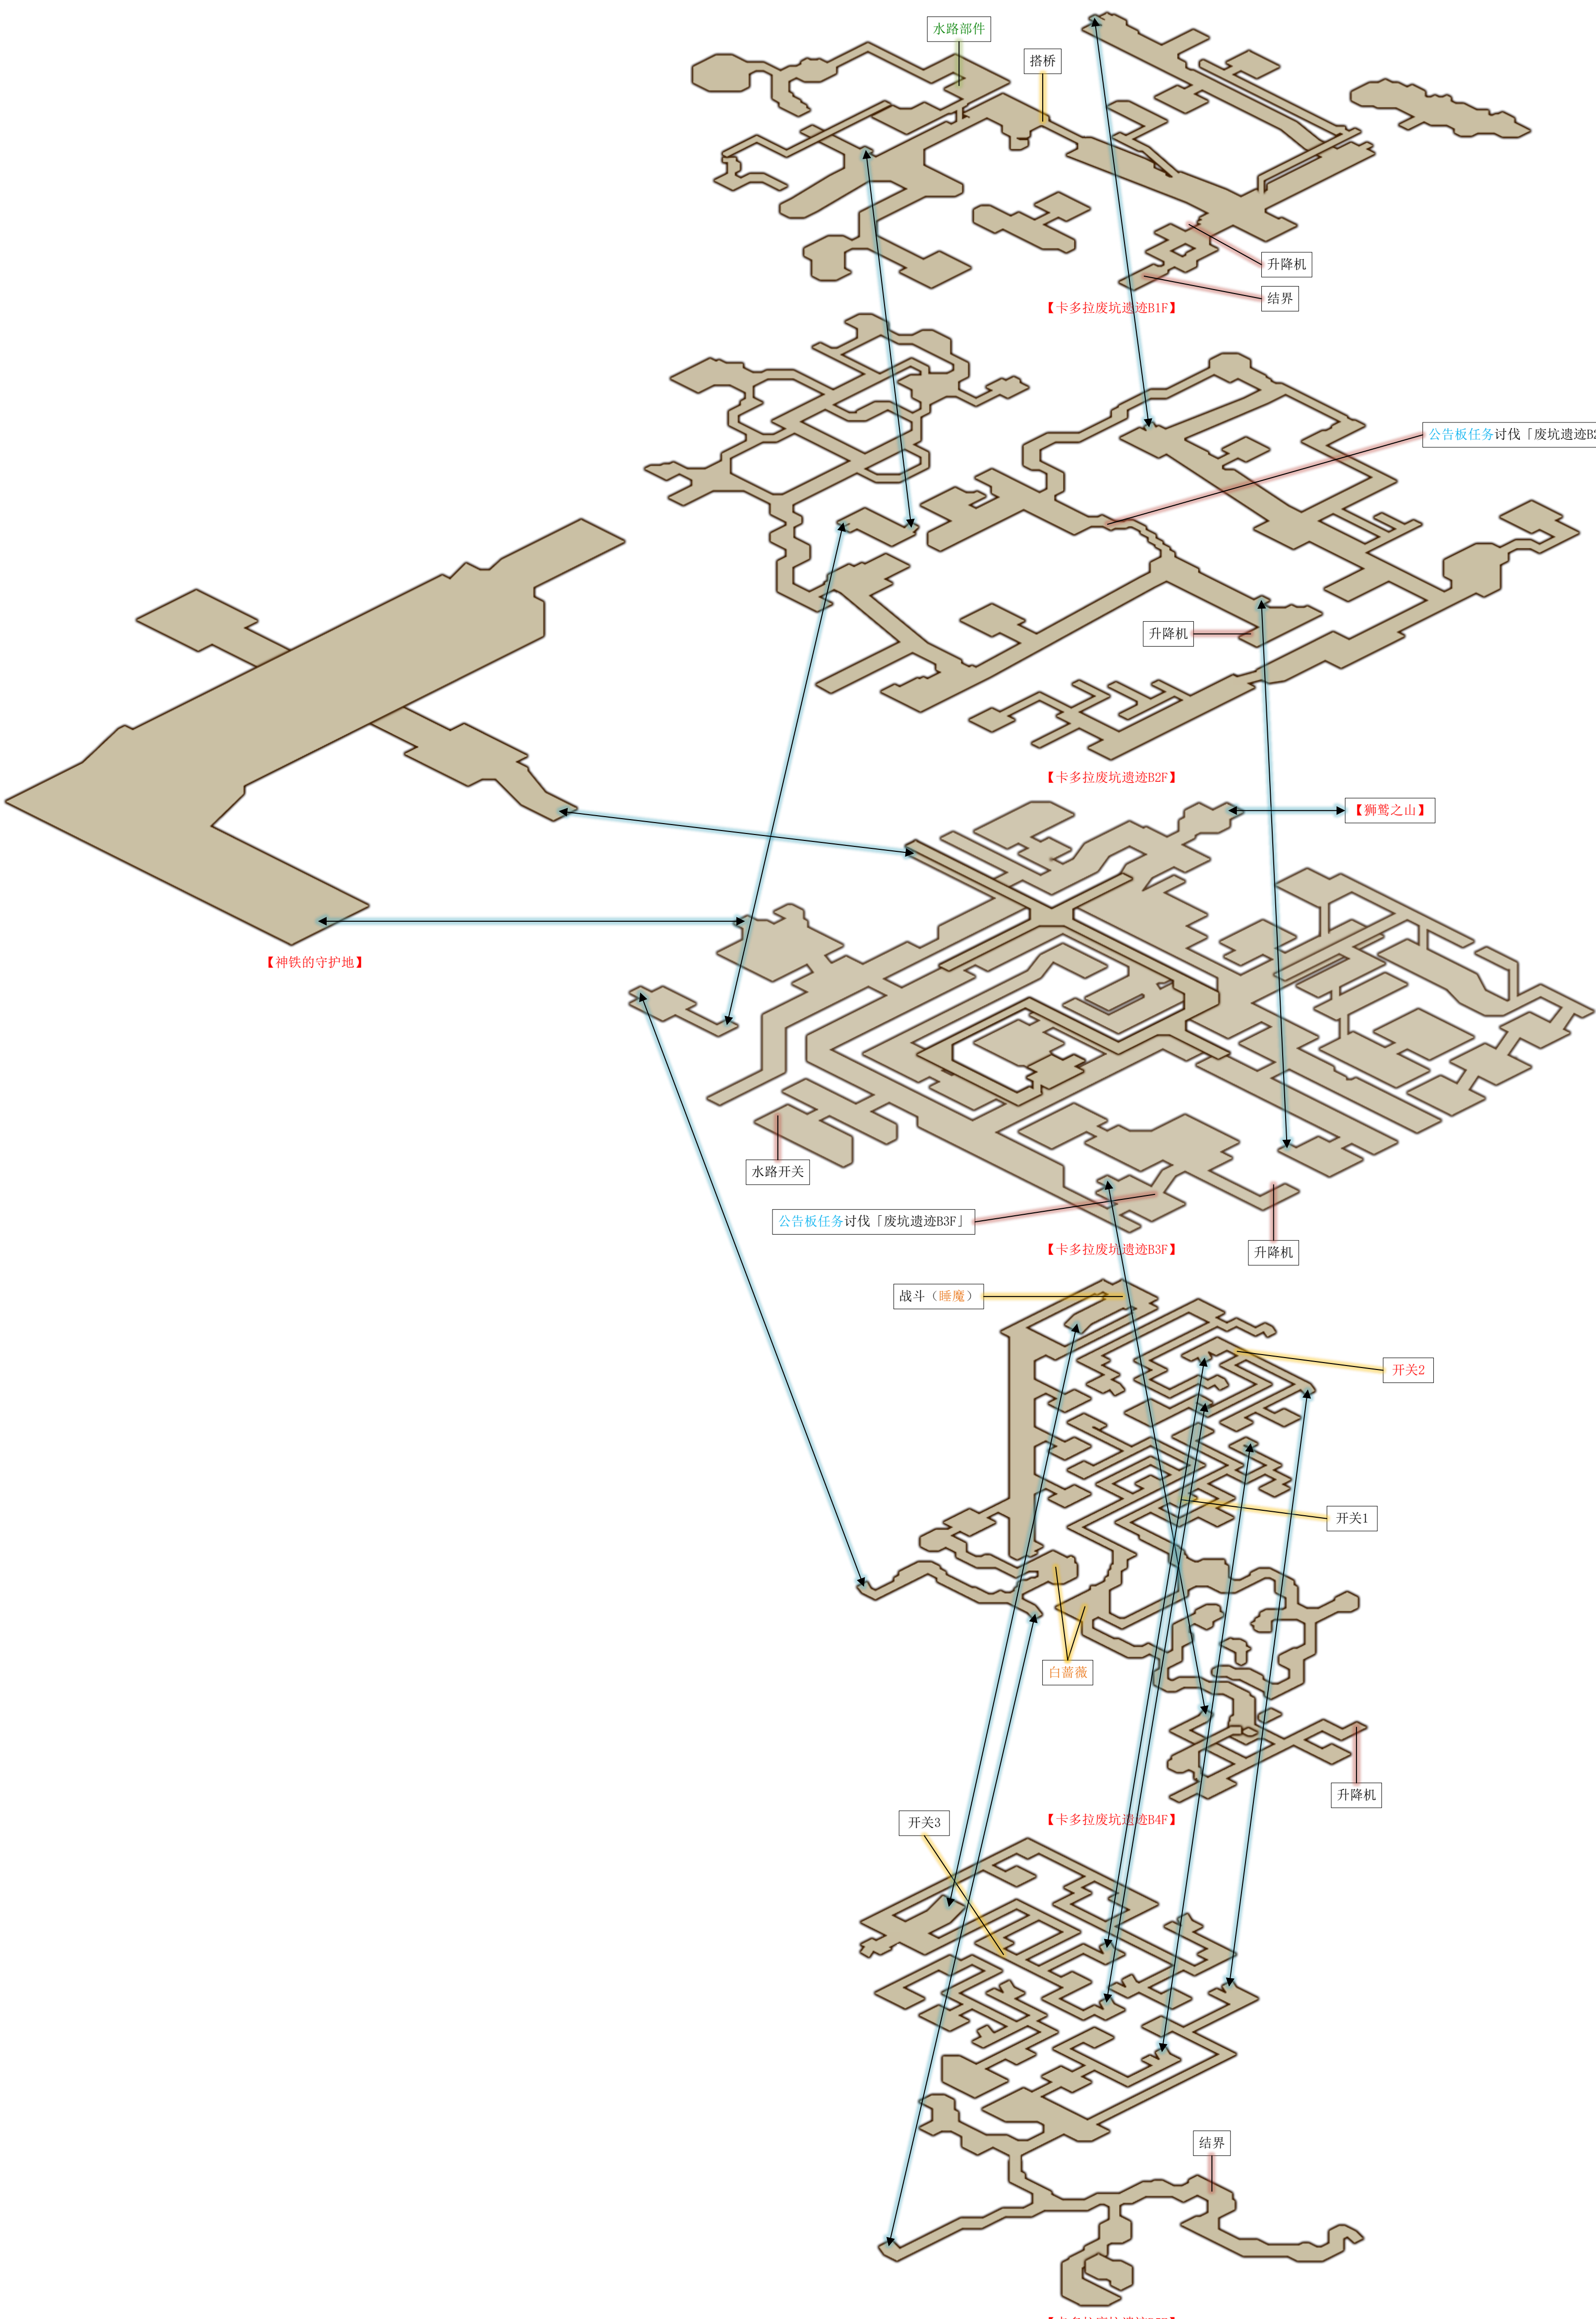 水路部件
搭桥
升降机
结界
【卡多拉废坑遗迹B1F】
公告板任务讨伐「废坑遗迹B2
升降机
【卡多拉废坑遗迹B2F】
【狮鹫之山】
【神铁的守护地】
水路开关
公告板任务讨伐「废坑遗迹B3F」
【卡多拉废坑遗迹B3F】
升降机
战斗（睡魔）
开关2
开关1
白蔷薇
升降机
【卡多拉废坑遗迹B4F】
开关3
结界